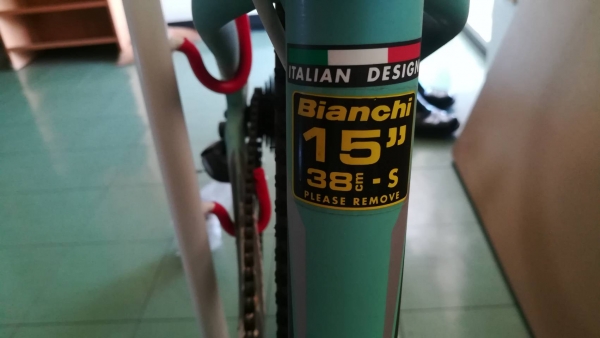 ITALIAN DESIGN
Bianchi
15"
38cm - S
PLEASE REMOVE